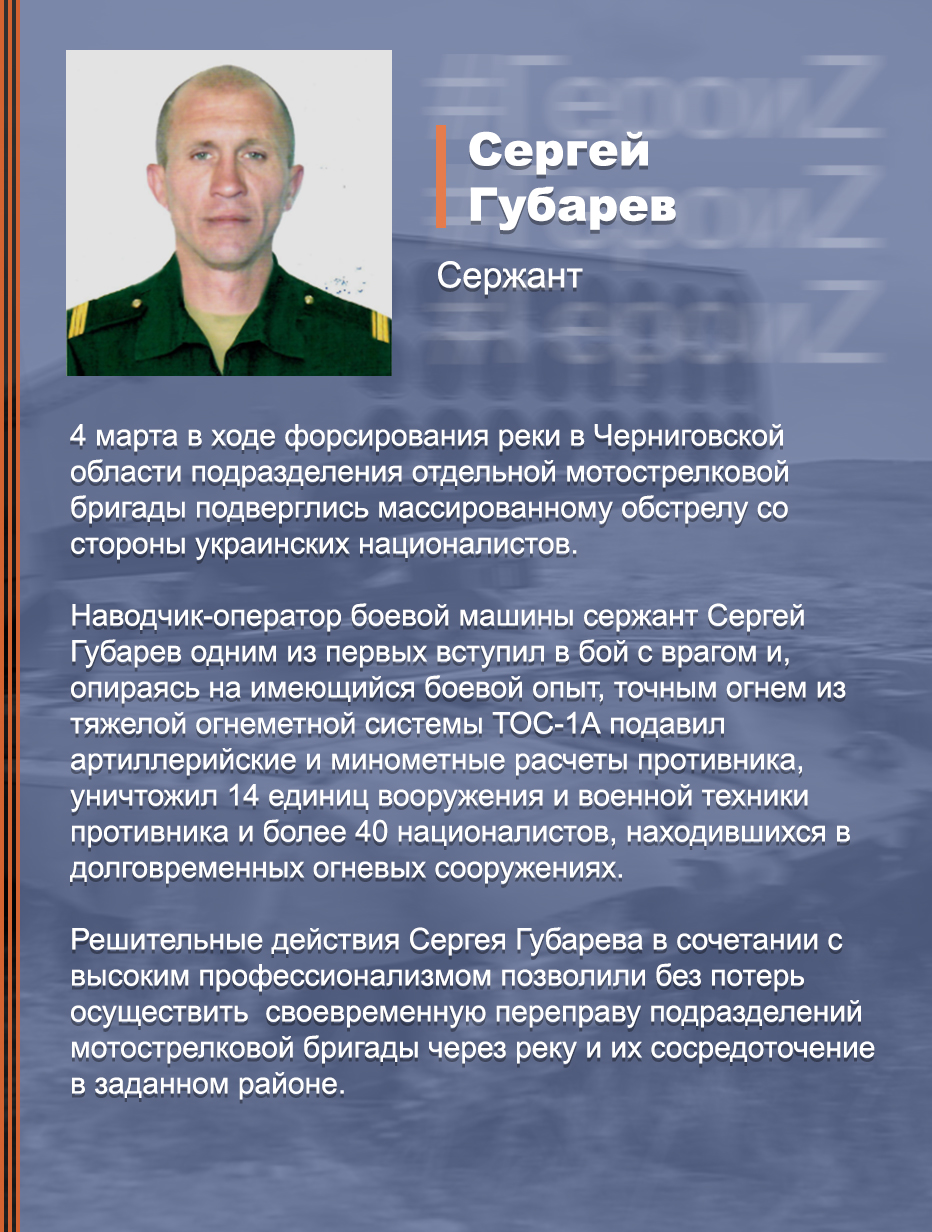 #ГероиZ
#ГероиZ
#ГероиZ
Сергей
Губарев
Сержант
4 марта в ходе форсирования реки в Черниговской
области подразделения отдельной мотострелковой
бригады подверглись массированному обстрелу со
стороны украинских националистов.
Наводчик-оператор боевой машины сержант Сергей
Губарев одним из первых вступил в бой с врагом и,
опираясь на имеющийся боевой опыт, точным огнем из
тяжелой огнеметной системы ТОС-1А подавил
артиллерийские и минометные расчеты противника,
уничтожил 14 единиц вооружения и военной техники
противника и более 40 националистов, находившихся в
долговременных огневых сооружениях.
Решительные действия Сергея Губарева в сочетании с
высоким профессионализмом позволили без потерь
осуществить  своевременную переправу подразделений
мотострелковой бригады через реку и их сосредоточение
в заданном районе.